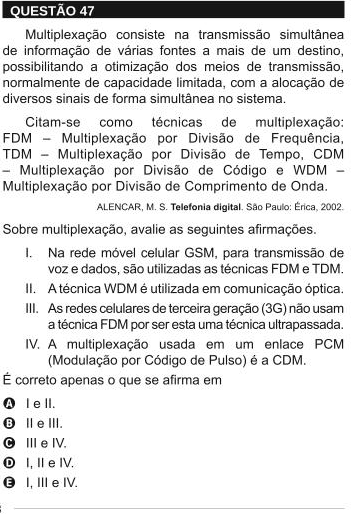 QUESTÃO 47
Multiplexação consiste na transmissão simultânea
de informação de várias fontes a mais de um destino,
possibilitando a otimização dos meios de transmissão,
normalmente de capacidade limitada, com a alocação de
diversos sinais de forma simultânea no sistema.
Citam-se como técnicas de multiplexação:
FDM – Multiplexação por Divisão de Frequência,
TDM – Multiplexação por Divisão de Tempo, CDM
– Multiplexação por Divisão de Código e WDM –
Multiplexação por Divisão de Comprimento de Onda.
ALENCAR, M. S. Telefonia digital. São Paulo: Érica, 2002.
Sobre multiplexação, avalie as seguintes afirmações.
I. Na rede móvel celular GSM, para transmissão de
voz e dados, são utilizadas as técnicas FDM e TDM.
II. A técnica WDM é utilizada em comunicação óptica.
III. As redes celulares de terceira geração (3G) não usam
a técnica FDM por ser esta uma técnica ultrapassada.
IV. A multiplexação usada em um enlace PCM
(Modulação por Código de Pulso) é a CDM.
É correto apenas o que se afirma em
A I e II.
B II e III.
C III e IV.
D I, II e IV.
E I, III e IV.